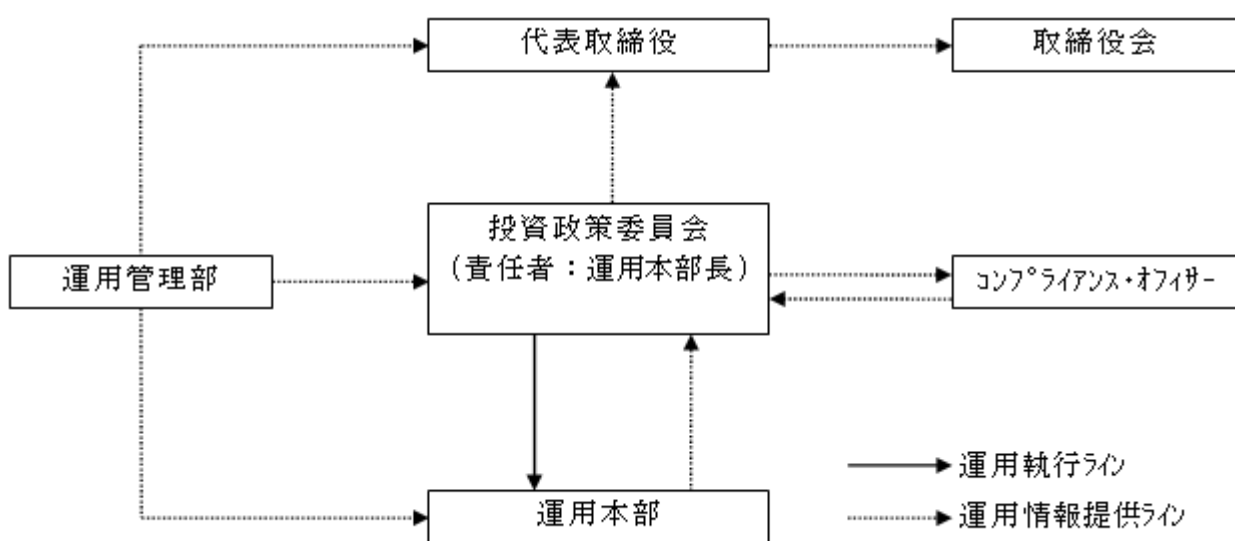 代表取締役
取締役会
投資政策委員会
(責任者：運用本部長)
運用管理部
ｺﾝﾌﾟﾗｲｱﾝｽ･ｵﾌｨｻｰ
運用執行ﾗｲﾝ
運用本部
運用情報提供ﾗｲﾝ